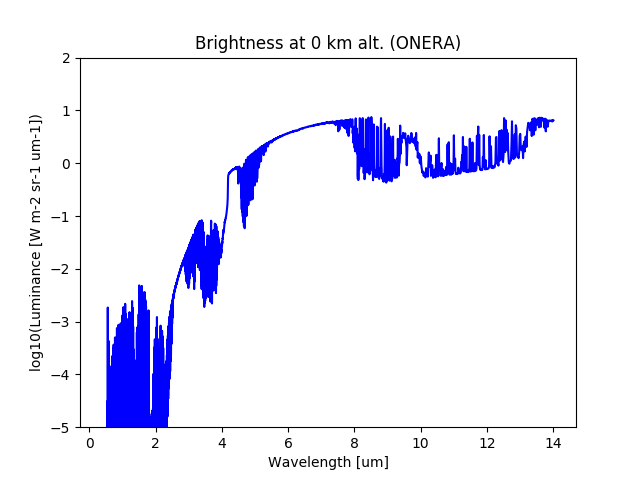 Brightness at 0 km alt. (ONERA)
log10(Luminance [W m-2 sr-1 um-1])
2
1
0
−1
−2
−3
−4
−5
0 2 4 6 8 10 12 14
Wavelength [um]